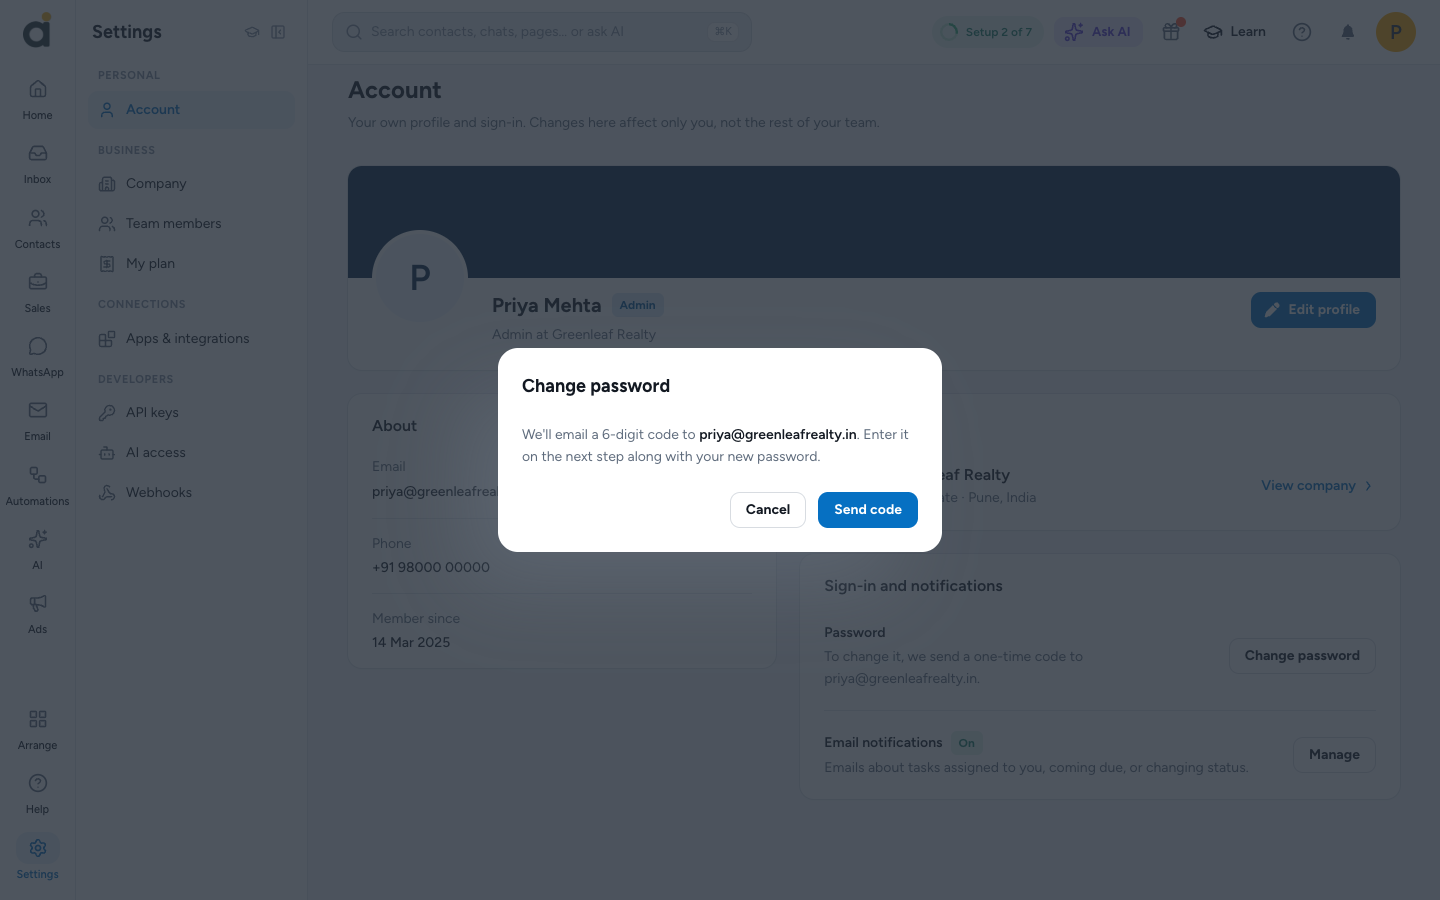 Settings
Search contacts, chats, pages... or ask AI
⌘K
Setup 2 of 7
Ask AI
Learn
P
Home
Inbox
Contacts
Sales
WhatsApp
Email
Automations
AI
Ads
Arrange
Help
Settings
PERSONAL
Account
BUSINESS
Company
Team members
My plan
CONNECTIONS
Apps & integrations
DEVELOPERS
API keys
AI access
Webhooks
Account
Your own profile and sign-in. Changes here affect only you, not the rest of your team.
P
Priya Mehta
Admin
Admin at Greenleaf Realty
Edit profile
Change password
We'll email a 6-digit code to priya@greenleafrealty.in. Enter it
on the next step along with your new password.
Cancel
Send code
About
Email
priya@greenleafreal
Phone
+91 98000 00000
Member since
14 Mar 2025
eaf Realty
ate · Pune, India
View company
Sign-in and notifications
Password
To change it, we send a one-time code to
priya@greenleafrealty.in.
Change password
Email notifications
On
Emails about tasks assigned to you, coming due, or changing status.
Manage